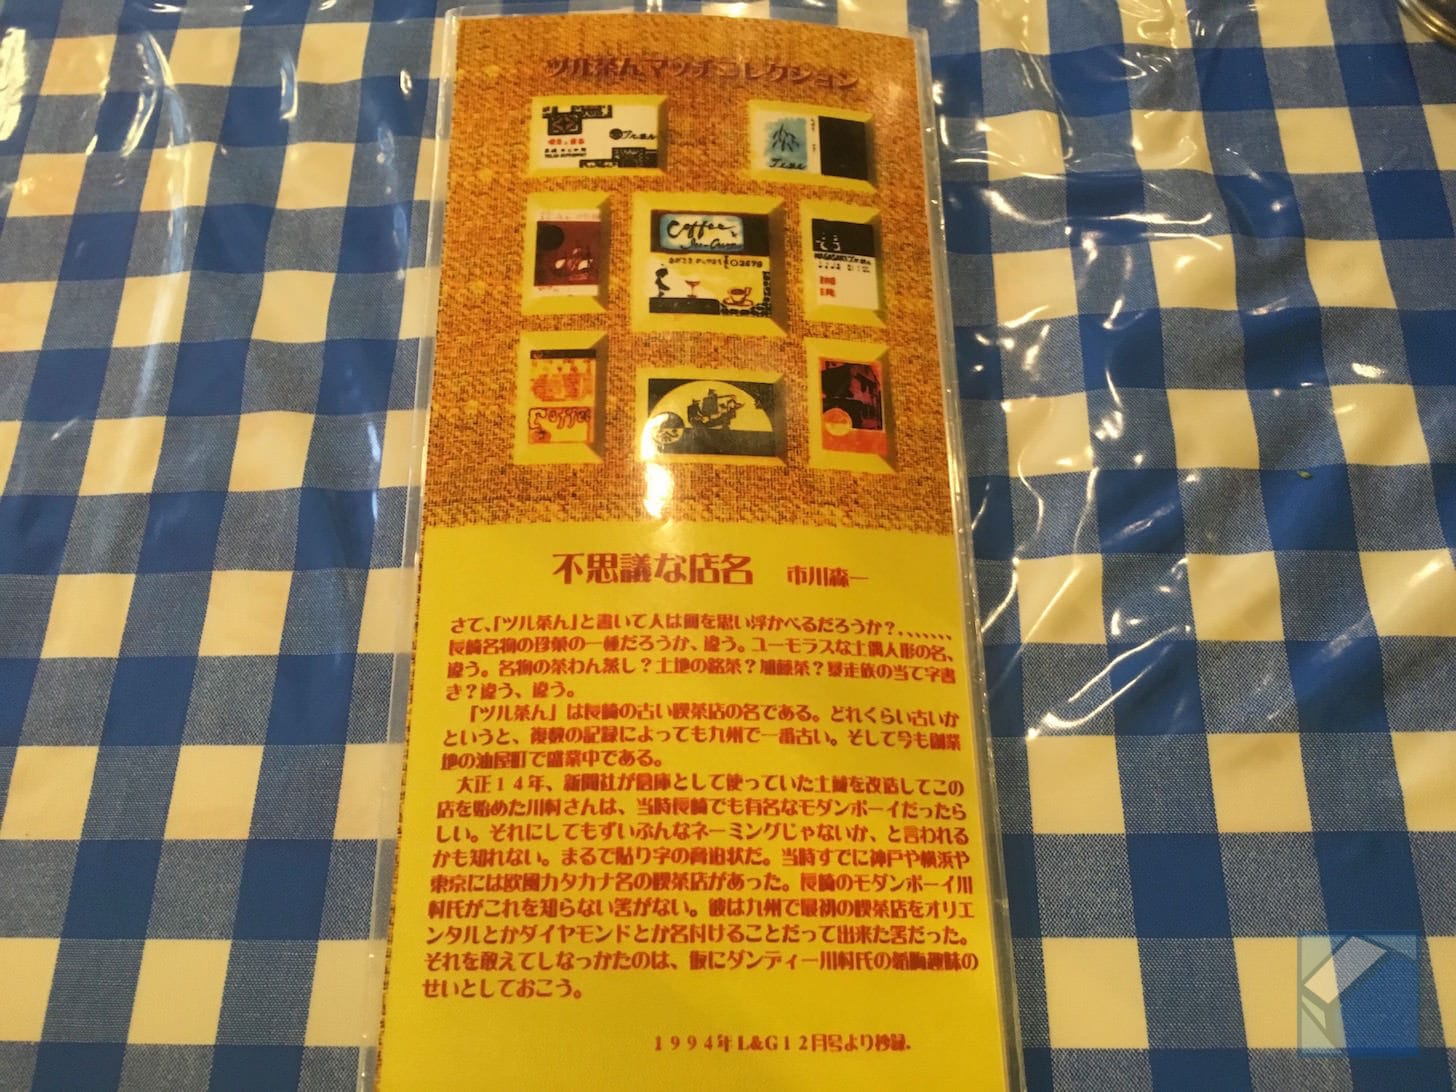 ツル茶んマッチコレクション
ツル茶ん
Coffee
NAGASAKI ツル茶ん
珈琲
Coffee
不思議な店名 市川森一
さて、「ツル茶ん」と書いて人は何を思い浮かべるだろうか？．．．．．．．
長崎名物の珍菓の一種だろうか、違う。ユーモラスな土偶人形の名、
違う。名物の茶わん蒸し？土地の銘茶？加藤茶？暴走族の当て字書
き？違う、違う。
「ツル茶ん」は長崎の古い喫茶店の名である。どれくらい古いか
というと、複数の記録によっても九州で一番古い。そして今も創業
地の油屋町で盛業中である。
大正１４年、新聞社が倉庫として使っていた土蔵を改造してこの
店を始めた川村さんは、当時長崎でも有名なモダンボーイだったら
しい。それにしてもずいぶんなネーミングじゃないか、と言われる
かも知れない。まるで貼り字の脅迫状だ。当時すでに神戸や横浜や
東京には欧風カタカナ名の喫茶店があった。長崎のモダンボーイ川
村氏がこれを知らない筈がない。彼は九州で最初の喫茶店をオリエ
ンタルとかダイヤモンドとか名付けることだって出来た筈だった。
それを敢えてしなっかたのは、仮にダンディー川村氏の趣味の
せいとしておこう。
１９９４年 L&G１２月号より抄録．